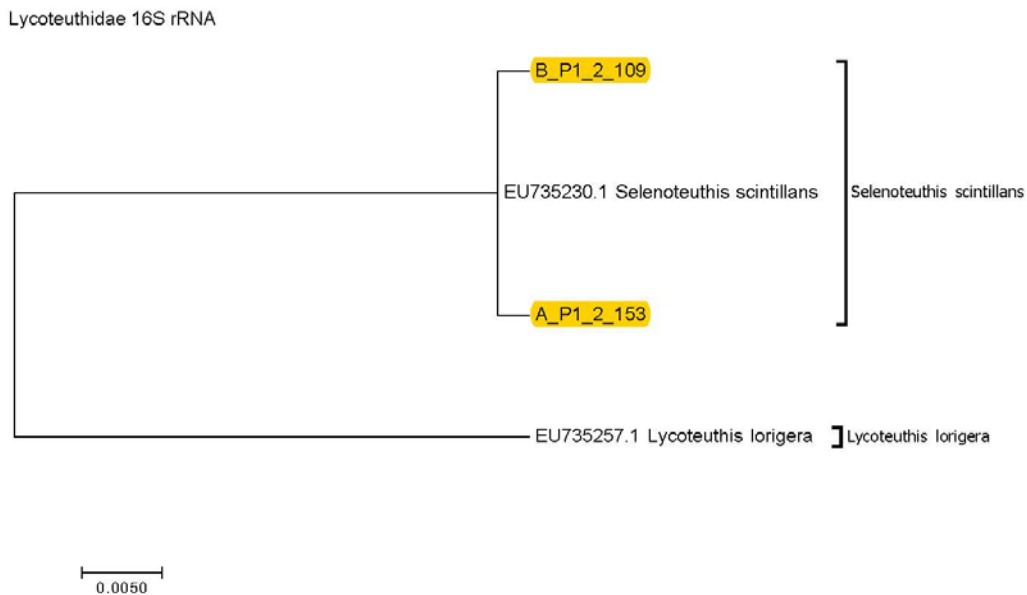 Lycoteuthidae 16S rRNA
B_P1_2_109
EU735230.1 Selenoteuthis scintillans
Selenoteuthis scintillans
A_P1_2_153
EU735257.1 Lycoteuthis lorigera
Lycoteuthis lorigera
0.0050